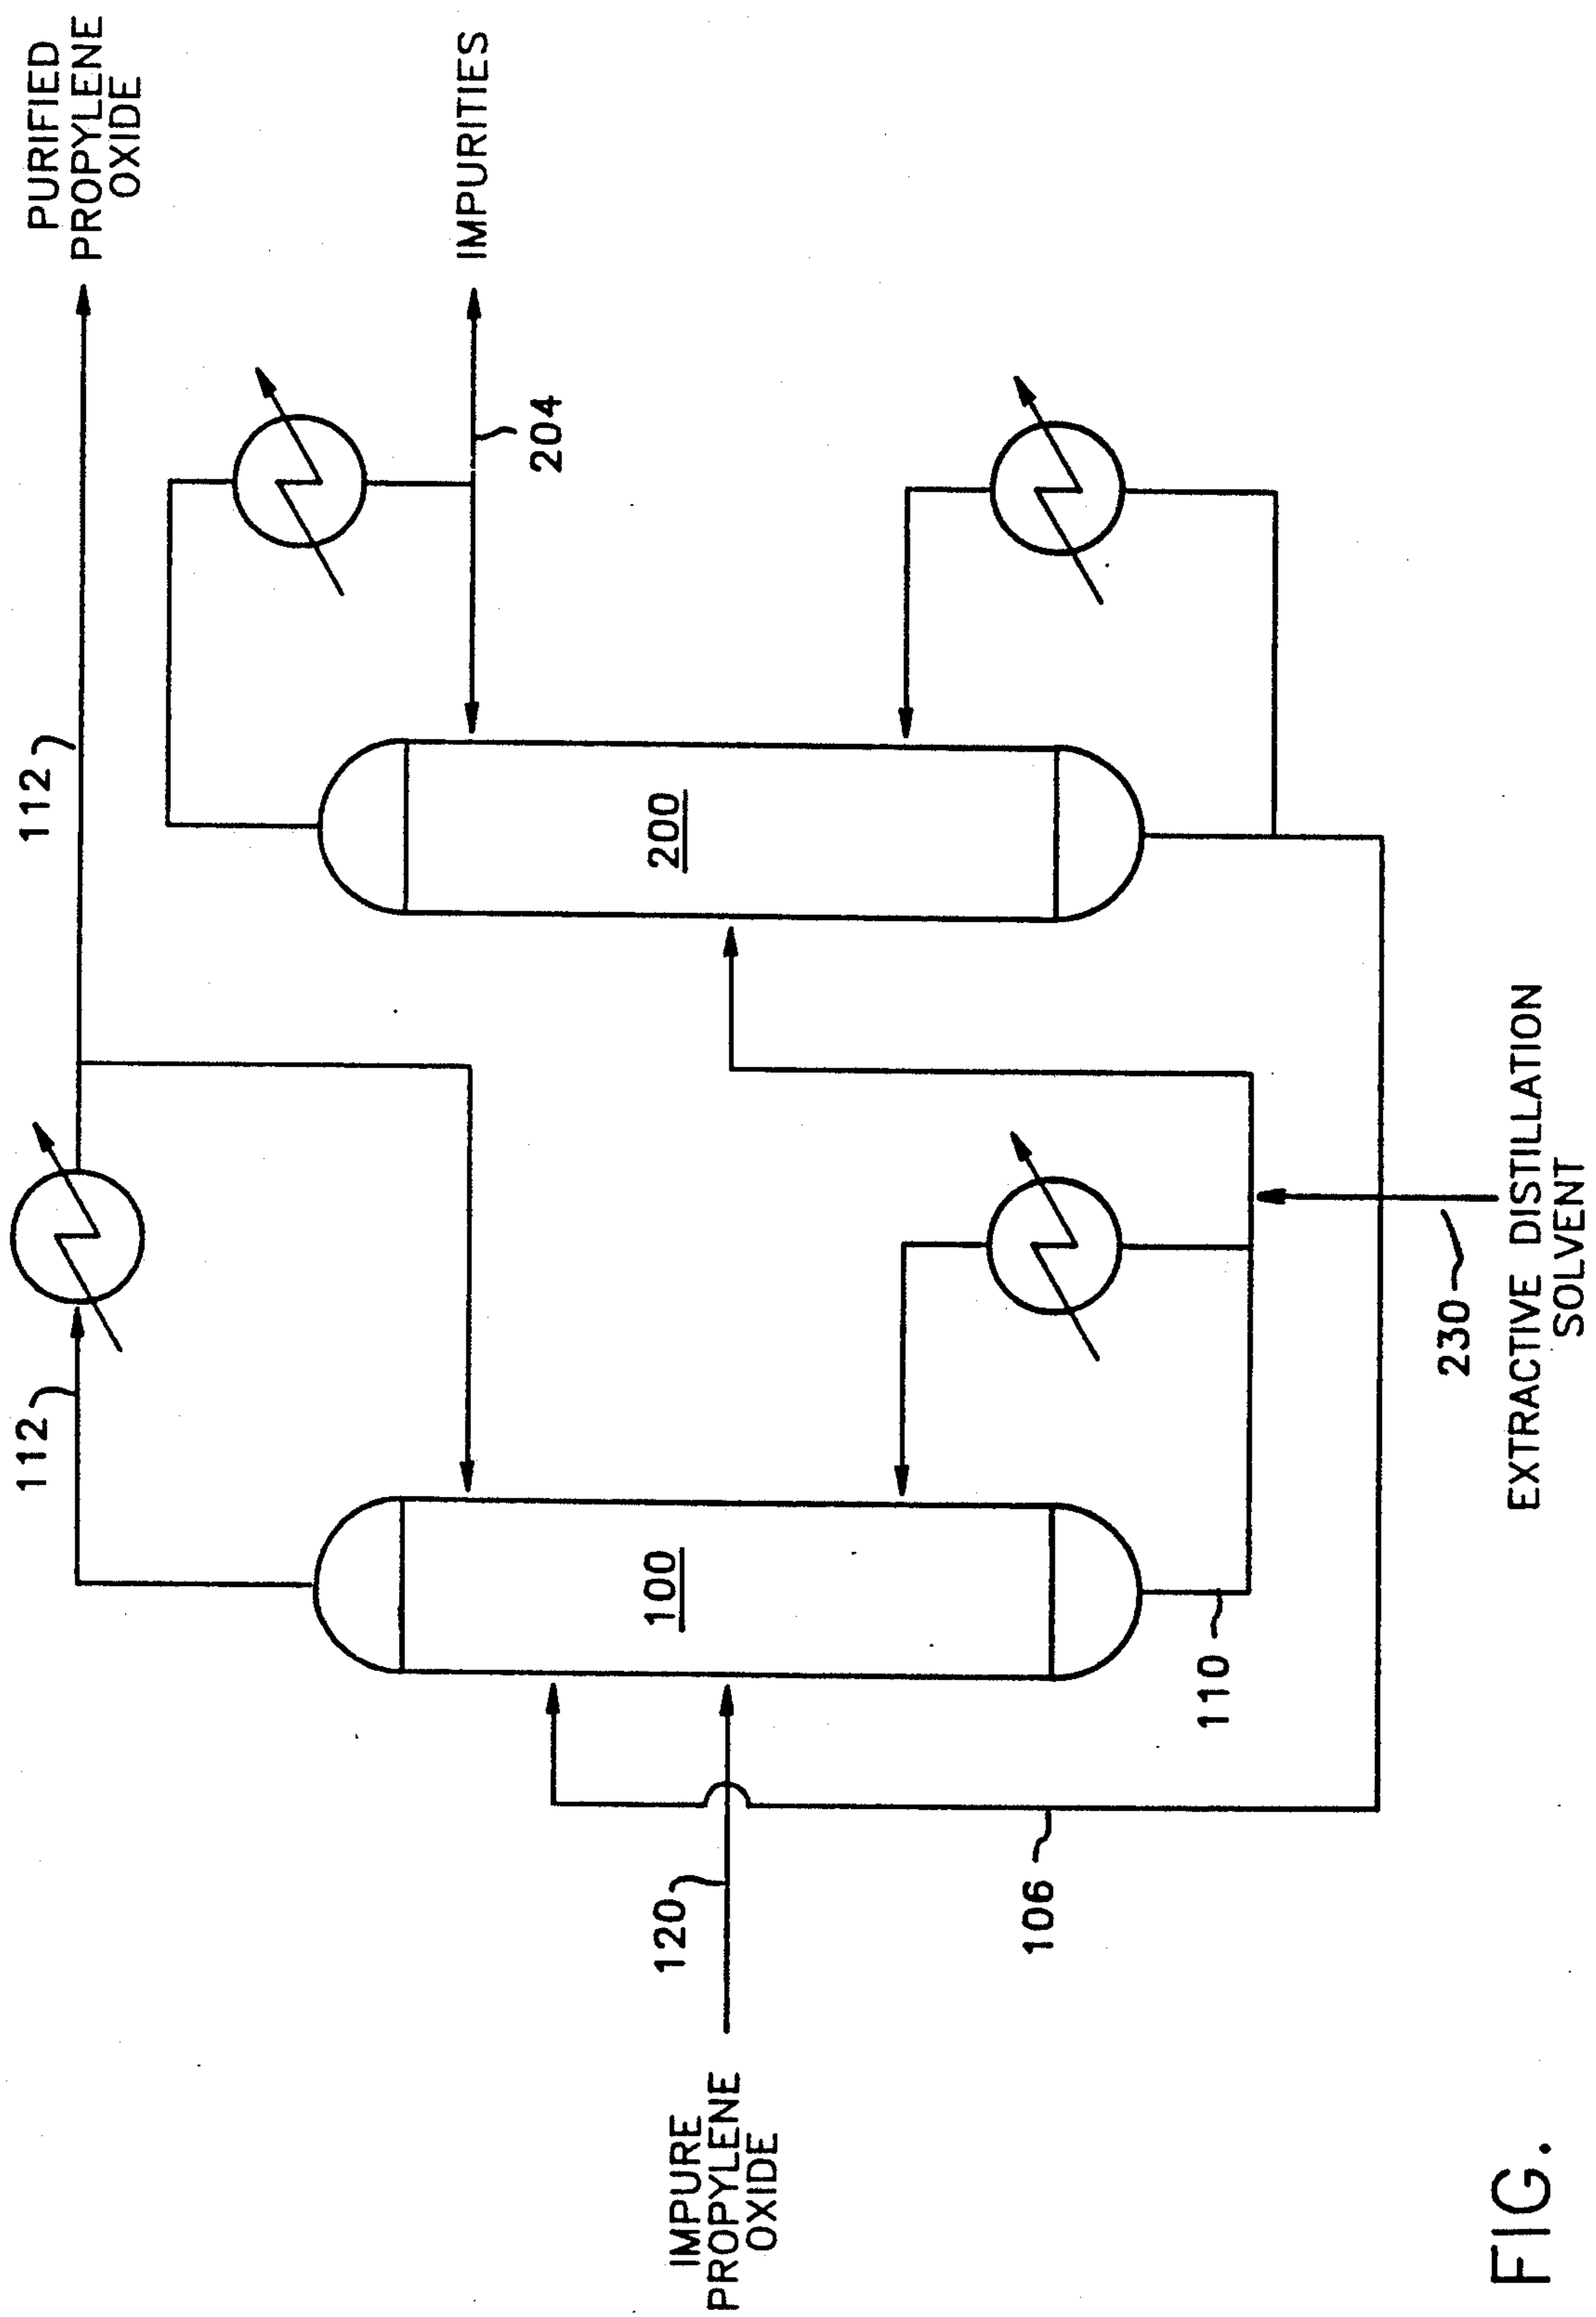 112
112
PURIFIED
PROPYLENE
OXIDE
204
IMPURITIES
120
100
200
IMPURE
PROPYLENE
OXIDE
106
110
230
EXTRACTIVE DISTILLATION
SOLVENT
FIG.